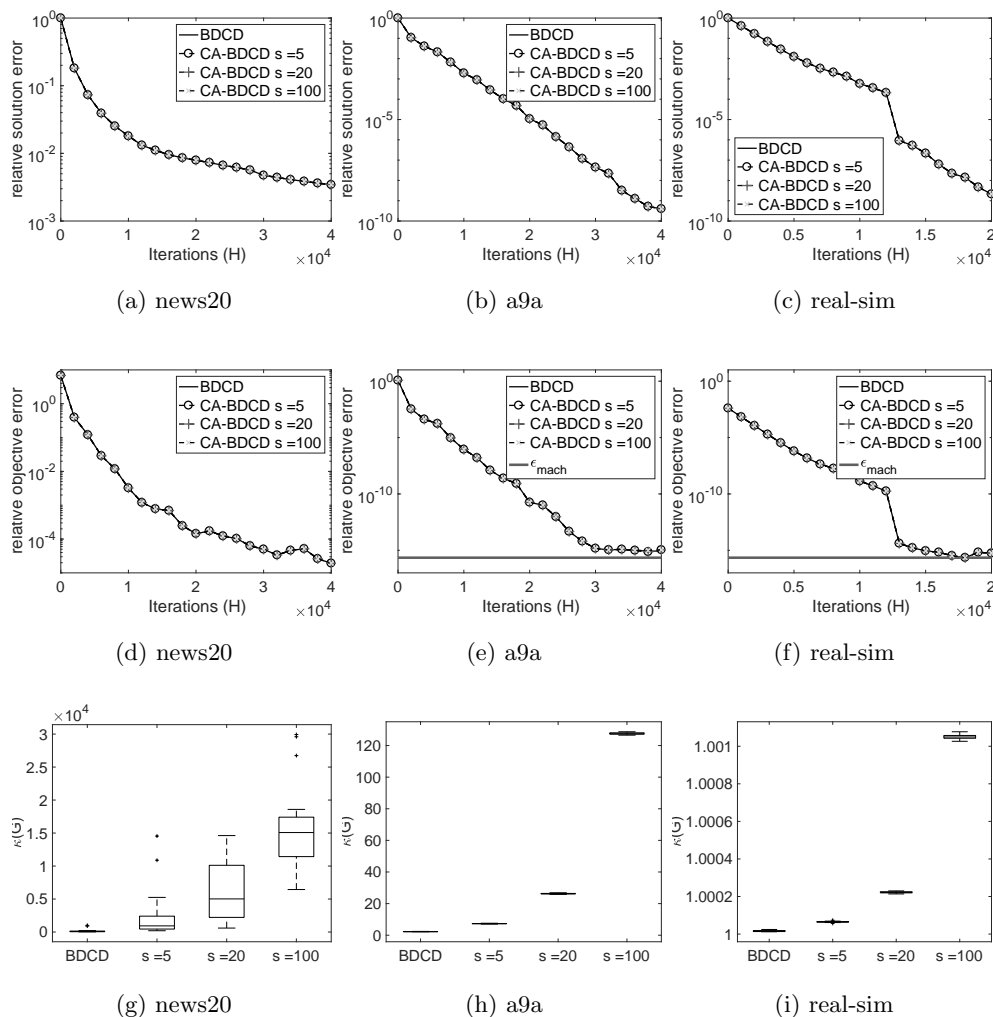 10^0
10^-1
10^-2
10^-3
relative solution error
BDCD
CA-BDCD s =5
CA-BDCD s =20
CA-BDCD s =100
0 1 2 3 4
Iterations (H)
×10^4
(a) news20
10^0
10^-5
10^-10
relative solution error
BDCD
CA-BDCD s =5
CA-BDCD s =20
CA-BDCD s =100
0 1 2 3 4
Iterations (H)
×10^4
(b) a9a
10^0
10^-5
10^-10
relative solution error
BDCD
CA-BDCD s =5
CA-BDCD s =20
CA-BDCD s =100
0 0.5 1 1.5 2
Iterations (H)
×10^4
(c) real-sim
10^0
10^-2
10^-4
relative objective error
BDCD
CA-BDCD s =5
CA-BDCD s =20
CA-BDCD s =100
0 1 2 3 4
Iterations (H)
×10^4
(d) news20
10^0
10^-10
relative objective error
BDCD
CA-BDCD s =5
CA-BDCD s =20
CA-BDCD s =100
ϵ_mach
0 1 2 3 4
Iterations (H)
×10^4
(e) a9a
10^0
10^-10
relative objective error
BDCD
CA-BDCD s =5
CA-BDCD s =20
CA-BDCD s =100
ϵ_mach
0 0.5 1 1.5 2
Iterations (H)
×10^4
(f) real-sim
×10^4
3
2.5
2
1.5
1
0.5
0
κ(G)
BDCD s =5 s =20 s =100
(g) news20
120
100
80
60
40
20
0
κ(G)
BDCD s =5 s =20 s =100
(h) a9a
1.001
1.0008
1.0006
1.0004
1.0002
1
κ(G)
BDCD s =5 s =20 s =100
(i) real-sim